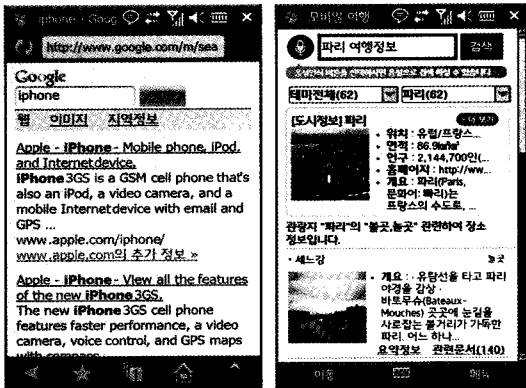 iphone - Goog
http://www.google.com/m/sea
Google
iphone
웹 이미지 지역정보
Apple - iPhone - Mobile phone, iPod,
and Internet device.
iPhone 3GS is a GSM cell phone that's
also an iPod, a video camera, and a
mobile Internet device with email and
GPS ...
www.apple.com/iphone/
www.apple.com의 추가 정보 »
Apple - iPhone - View all the features
of the new iPhone 3GS.
The new iPhone 3GS cell phone
features faster performance, a video
camera, voice control, and GPS maps
with compass
모바일 여행
파리 여행정보 검색
테마전체(62) 파리(62)
[도시정보] 파리 더 보기
• 위치 : 유럽/프랑스...
• 면적 : 86.9㎢
• 인구 : 2,144,700인(...
• 홈페이지 : http://ww...
• 개요 : 파리(Paris,
문화어: 빠리)는
프랑스의 수도로, ...
관광지 "파리"의 "볼곳,놀곳" 관련하여 장소
정보입니다.
· 세느강 놀곳
• 개요 : · 유람선을 타고 파리
야경을 감상 ·
바토무슈(Bateaux-
Mouches) 곳곳에 눈길을
사로잡는 볼거리가 가득한
파리. 어느 하나...
요약정보 관련문서(140)
이동 메뉴